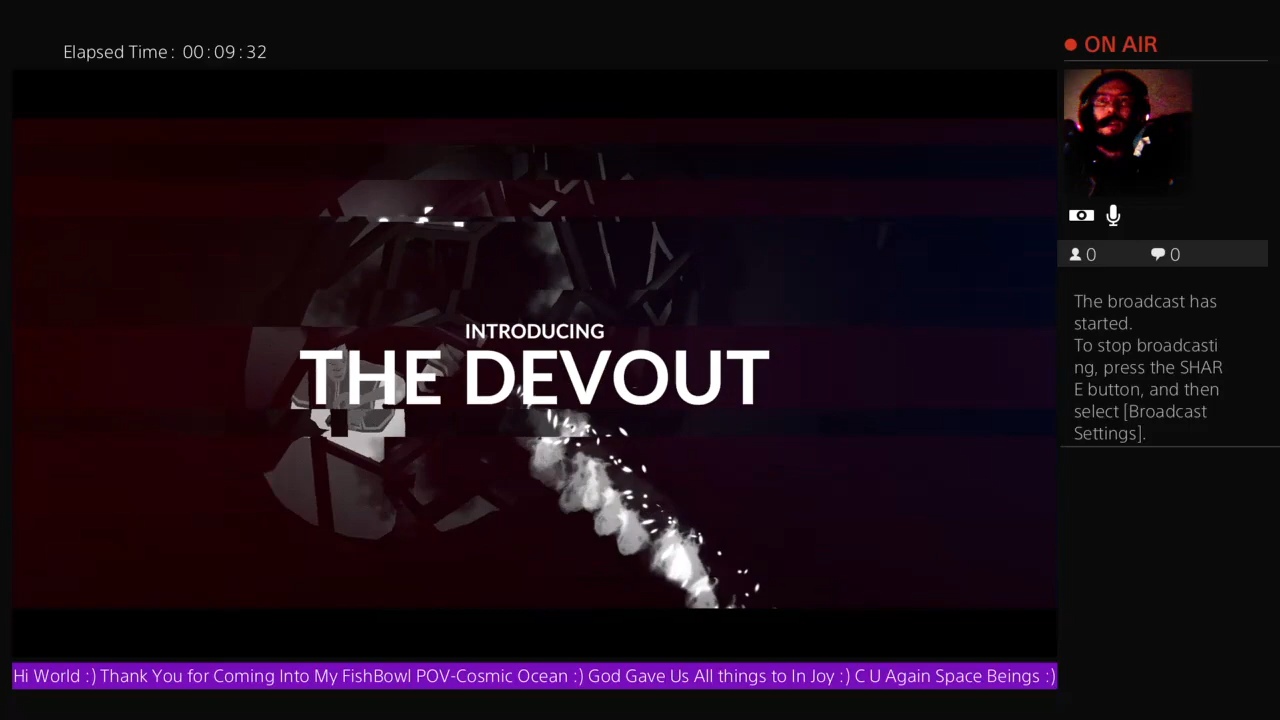 Elapsed Time: 00:09:32
ON AIR
0 0
INTRODUCING
THE DEVOUT
The broadcast has
started.
To stop broadcasti
ng, press the SHAR
E button, and then
select [Broadcast
Settings].
Hi World :) Thank You for Coming Into My FishBowl POV-Cosmic Ocean :) God Gave Us All things to In Joy :) C U Again Space Beings :)